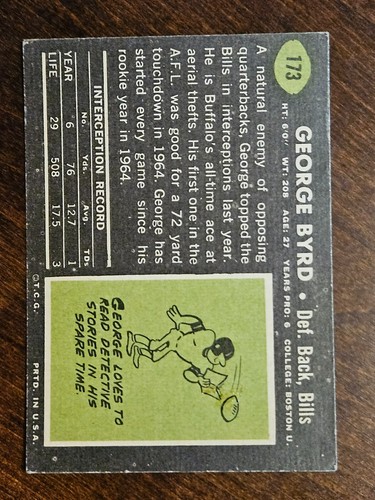 173
GEORGE BYRD • Def. Back, Bills
HT: 6'0" WT: 208 AGE: 27 YEARS PRO: 6 COLLEGE: BOSTON U.
A natural enemy of opposing
quarterbacks, George topped the
Bills in interceptions last year.
He is Buffalo's all-time ace at
aerial thefts. His first one in the
A.F.L. was good for a 72 yard
touchdown in 1964. George has
started every game since his
rookie year in 1964.
INTERCEPTION RECORD
No. Yds. Avg. TDs
YEAR 6 76 12.7 1
LIFE 29 508 17.5 3
GEORGE LOVES TO
READ DETECTIVE
STORIES IN HIS
SPARE TIME.
© T.C.G. PRTD. IN U.S.A.